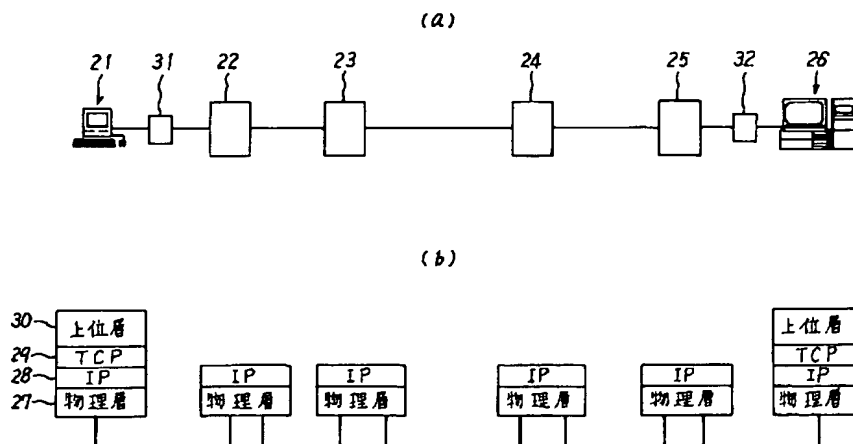 (a)
21 31 22 23 24 25 32 26
(b)
30 上位層 上位層
29 TCP TCP
28 IP IP IP IP IP IP
27 物理層 物理層 物理層 物理層 物理層 物理層